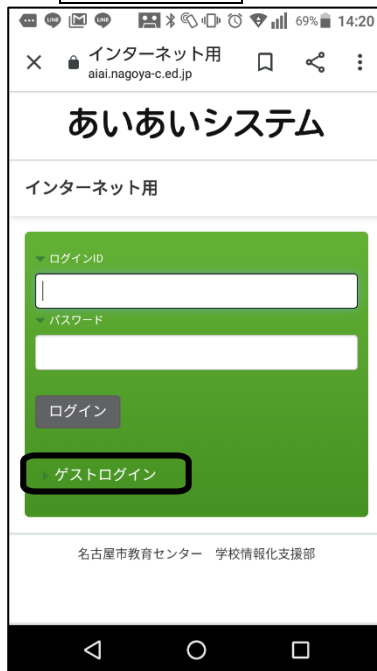 69% 14:20
インターネット用
aiai.nagoya-c.ed.jp
あいあいシステム
インターネット用
ログインID
パスワード
ログイン
ゲストログイン
名古屋市教育センター 学校情報化支援部